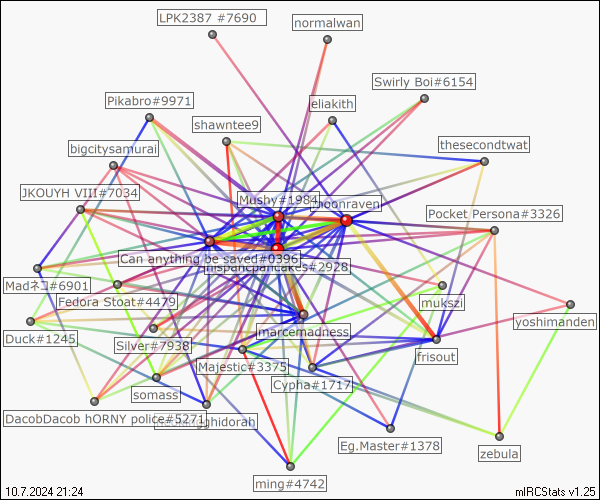 LPK2387 #7690
normalwan
Swirly Boi#6154
Pikabro#9971
eliakith
shawntee9
thesecondtwat
bigcitysamurai
JKOUYH VIII#7034
Mushy#1984
moonraven
Pocket Persona#3326
Can anything be saved#0396
hispanicpancakes#2928
Madネコ#6901
Fedora Stoat#4479
mukszi
yoshimanden
marcemadness
Duck#1245
Silver#7938
frisout
Majestic#3375
Cypha#1717
somass
DacobDacob hORNY police#5271
ghidorah
Eg.Master#1378
zebula
ming#4742
10.7.2024 21:24
mIRCStats v1.25